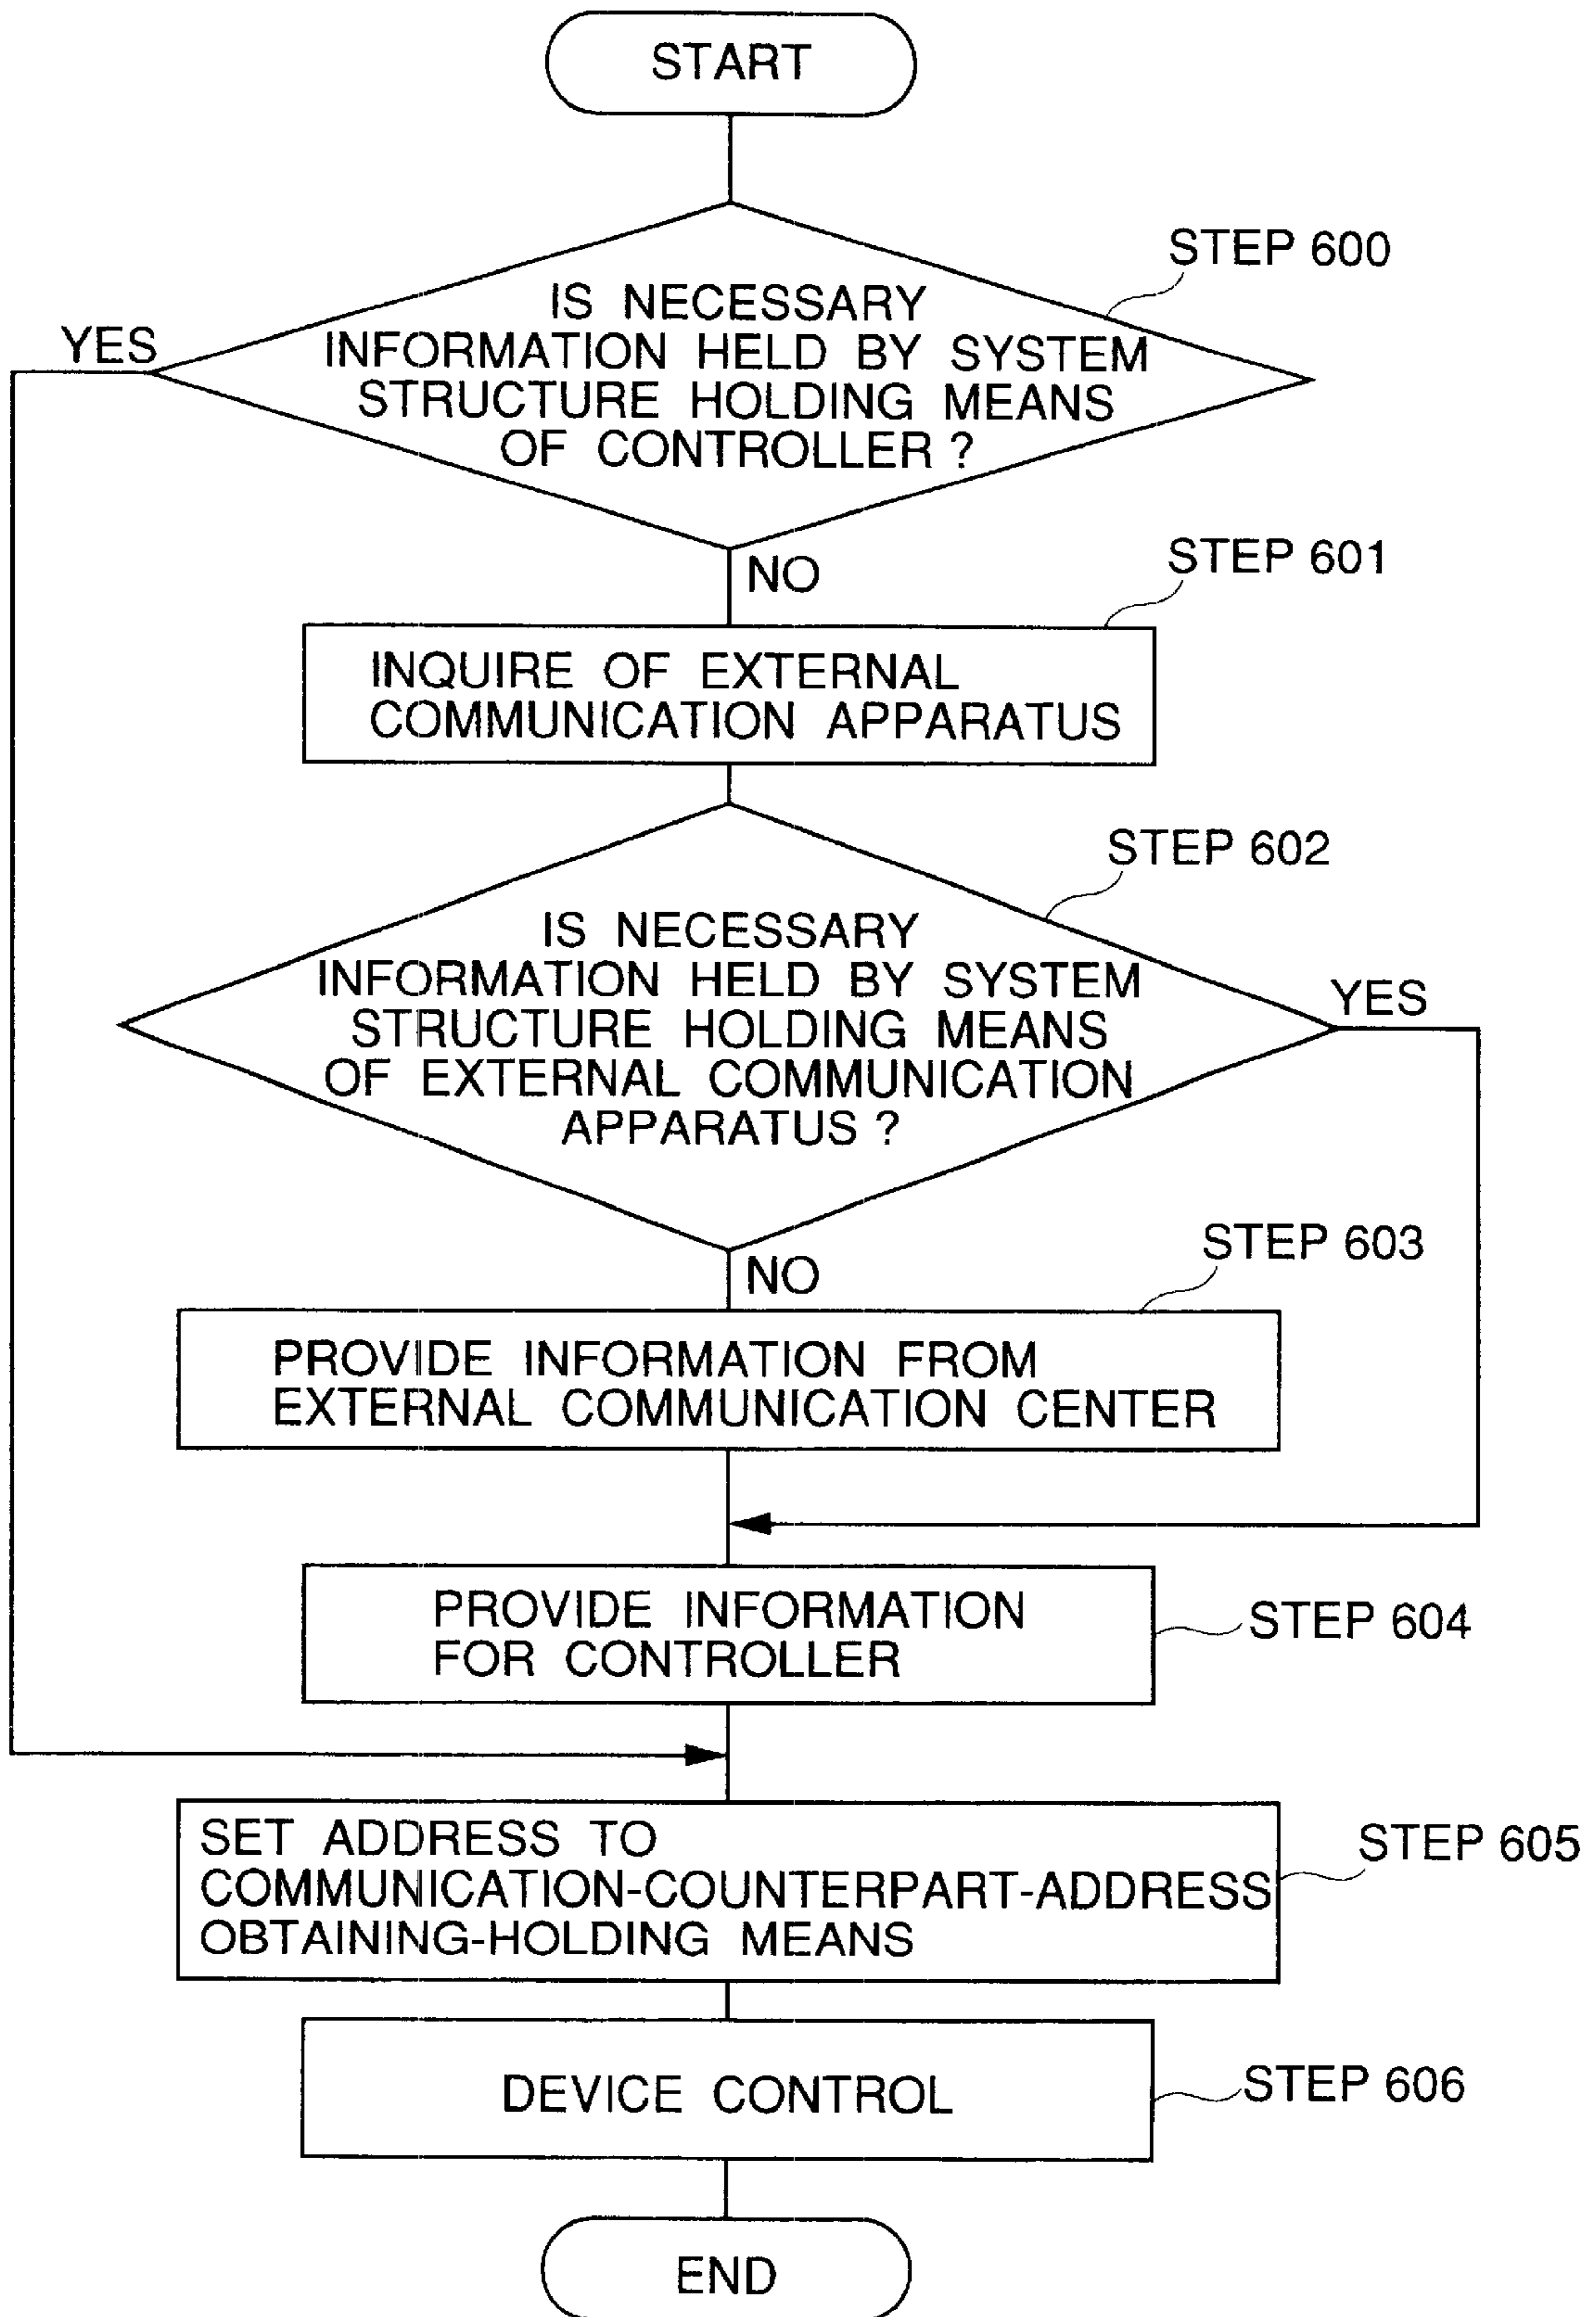 START
STEP 600
IS NECESSARY
INFORMATION HELD BY SYSTEM
STRUCTURE HOLDING MEANS
OF CONTROLLER ?
YES
NO
STEP 601
INQUIRE OF EXTERNAL
COMMUNICATION APPARATUS
STEP 602
IS NECESSARY
INFORMATION HELD BY SYSTEM
STRUCTURE HOLDING MEANS
OF EXTERNAL COMMUNICATION
APPARATUS ?
YES
NO
STEP 603
PROVIDE INFORMATION FROM
EXTERNAL COMMUNICATION CENTER
PROVIDE INFORMATION
FOR CONTROLLER
STEP 604
SET ADDRESS TO
COMMUNICATION-COUNTERPART-ADDRESS
OBTAINING-HOLDING MEANS
STEP 605
DEVICE CONTROL
STEP 606
END